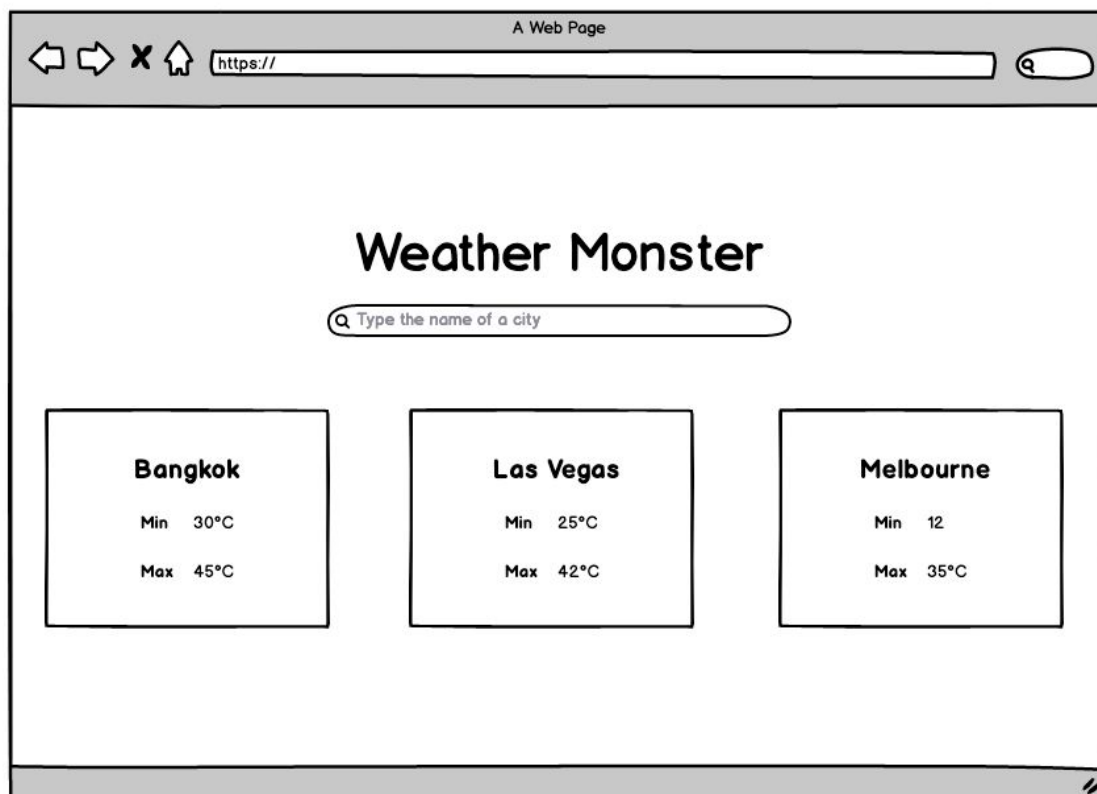 A Web Page
https://
Weather Monster
Type the name of a city
Bangkok
Min 30°C
Max 45°C
Las Vegas
Min 25°C
Max 42°C
Melbourne
Min 12
Max 35°C